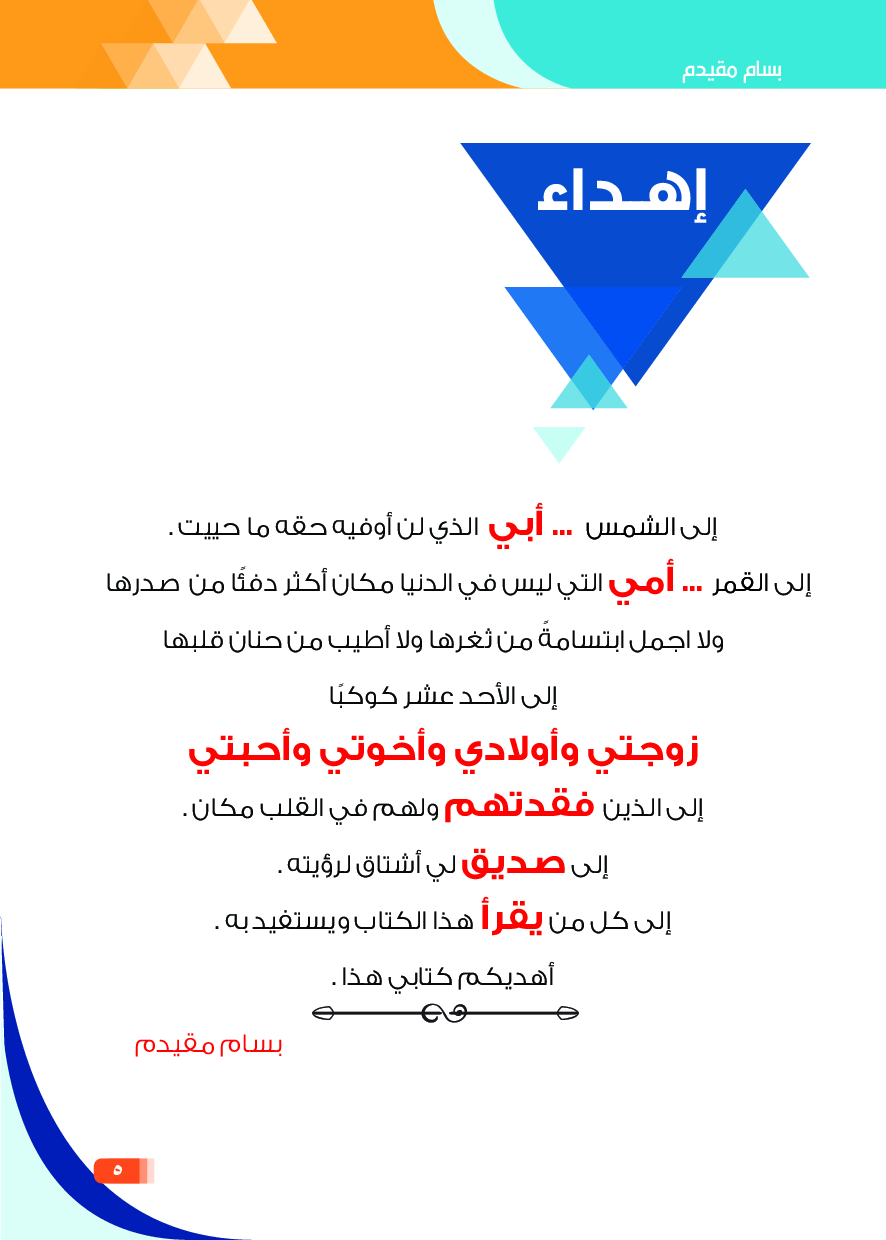 بسام مقيدم
إهــداء
إلى الشمس ... أبي الذي لن أوفيه حقه ما حييت .
إلى القمر ... أمي التي ليس في الدنيا مكان أكثر دفئًا من صدرها
ولا اجمل ابتسامةً من ثغرها ولا أطيب من حنان قلبها
إلى الأحد عشر كوكبًا
زوجتي وأولادي وأخوتي وأحبتي
إلى الذين فقدتهم ولهم في القلب مكان .
إلى صديق لي أشتاق لرؤيته .
إلى كل من يقرأ هذا الكتاب ويستفيد به .
أهديكم كتابي هذا .
بسام مقيدم
٥